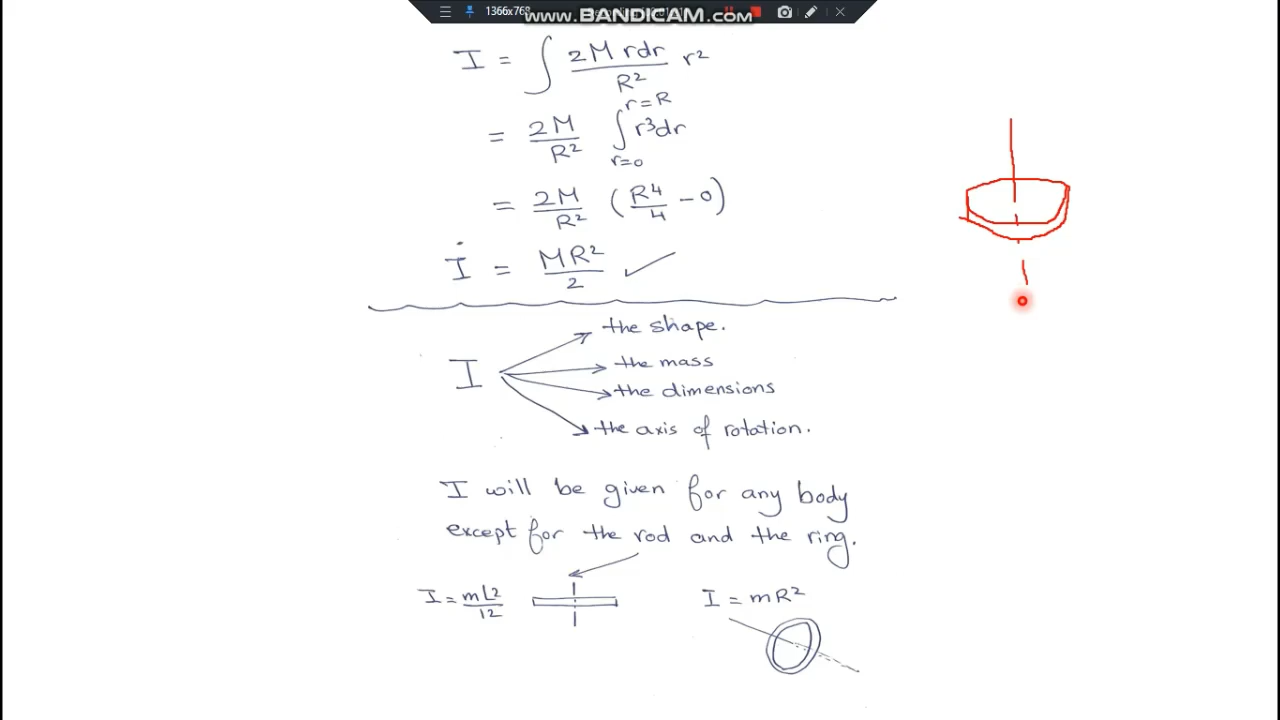 1366x768
www.BANDICAM.com
I = ∫ 2M rdr / R² r²
= 2M / R² ∫ r=0 r=R r³dr
= 2M / R² (R⁴/4 - 0)
I = MR² / 2 ✓
I
the shape.
the mass
the dimensions
the axis of rotation.
I will be given for any body
except for the rod and the ring.
I = mL² / 12
I = mR²